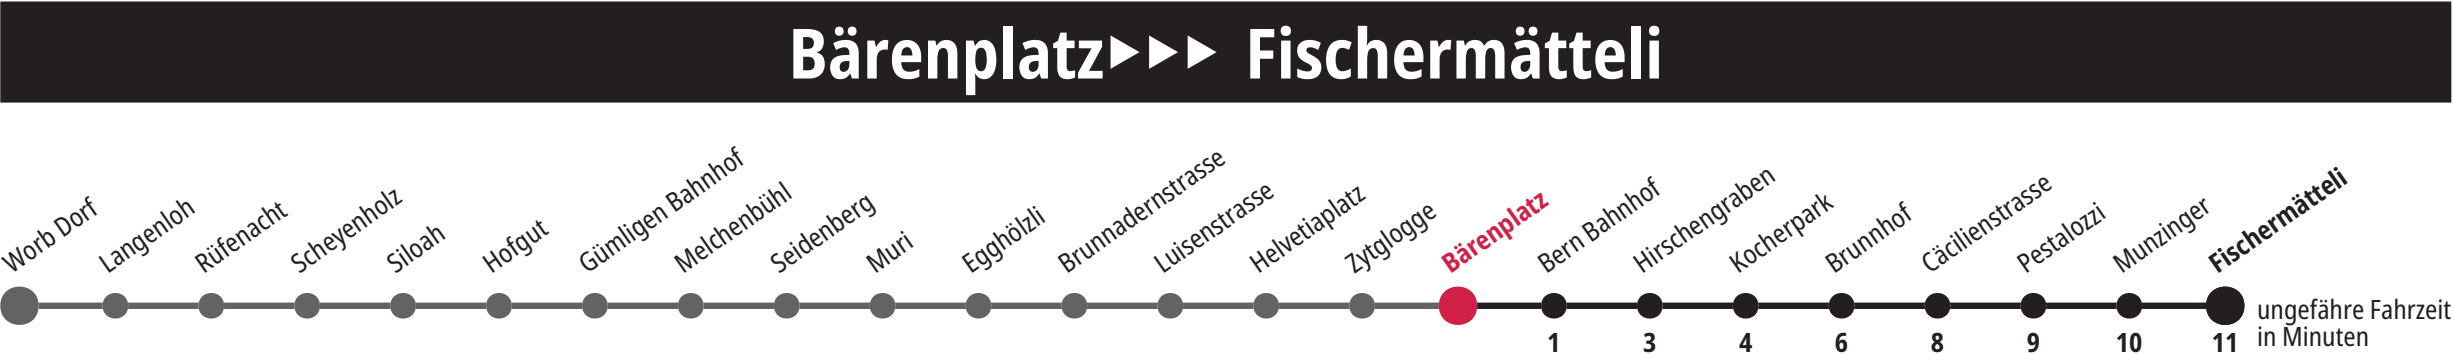 Bärenplatz▶▶▶ Fischermätteli
Worb Dorf
Langenloh
Rüfenacht
Scheyenholz
Siloah
Hofgut
Gümligen Bahnhof
Melchenbühl
Seidenberg
Muri
Egghölzli
Brunnadernstrasse
Luisenstrasse
Helvetiaplatz
Zytglogge
Bärenplatz
Bern Bahnhof
Hirschengraben
Kocherpark
Brunnhof
Cäcilienstrasse
Pestalozzi
Munzinger
Fischermätteli
1 3 4 6 8 9 10 11
ungefähre Fahrzeit
in Minuten